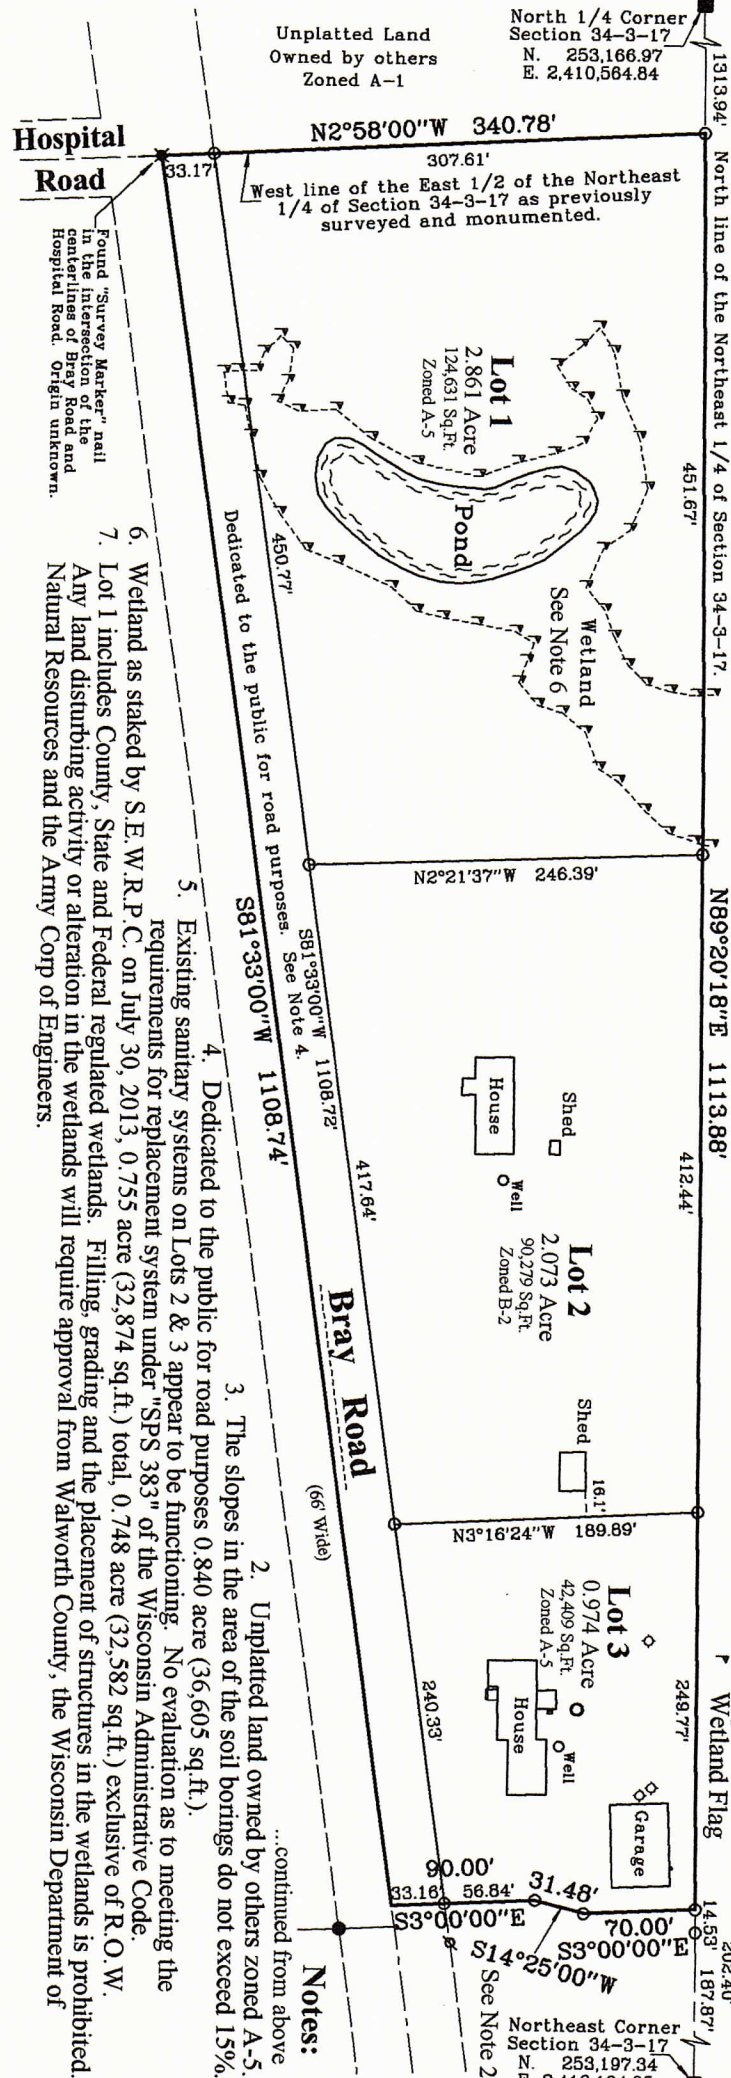 Unplatted Land
Owned by others
Zoned A-1
North 1/4 Corner
Section 34-3-17
N. 253,166.97
E. 2,410,564.84
1313.94'
North line of the Northeast 1/4 of Section 34-3-17.
Hospital
Road
N2°58'00"W 340.78'
307.61'
33.17'
West line of the East 1/2 of the Northeast
1/4 of Section 34-3-17 as previously
surveyed and monumented.
Found "Survey Marker" nail
in the intersection of the
centerlines of Bray Road and
Hospital Road. Origin unknown.
Lot 1
2.861 Acre
124,631 Sq.Ft.
Zoned A-5
Pond
Wetland
See Note 6
451.67'
450.77'
Dedicated to the public for road purposes. See Note 4.
N2°21'37"W 246.39'
N89°20'18"E 1113.88'
S81°33'00"W 1108.72'
S81°33'00"W 1108.74'
House
Shed
Well
Lot 2
2.073 Acre
90,279 Sq.Ft.
Zoned B-2
412.44'
417.64'
Bray Road
(66' Wide)
Shed
16.1'
N3°16'24"W 189.89'
Lot 3
0.974 Acre
42,409 Sq.Ft.
Zoned A-5
House
Well
Garage
249.77'
240.33'
Wetland Flag
90.00'
33.16'
56.84'
S3°00'00"E
31.48'
S14°25'00"W
70.00'
S3°00'00"E
14.53'
187.87'
See Note 2
Northeast Corner
Section 34-3-17
N. 253,197.34
Notes:
...continued from above
2. Unplatted land owned by others zoned A-5.
3. The slopes in the area of the soil borings do not exceed 15%.
4. Dedicated to the public for road purposes 0.840 acre (36,605 sq.ft.).
5. Existing sanitary systems on Lots 2 & 3 appear to be functioning. No evaluation as to meeting the
requirements for replacement system under "SPS 383" of the Wisconsin Administrative Code.
6. Wetland as staked by S.E.W.R.P.C. on July 30, 2013, 0.755 acre (32,874 sq.ft.) total, 0.748 acre (32,582 sq.ft.) exclusive of R.O.W.
7. Lot 1 includes County, State and Federal regulated wetlands. Filling, grading and the placement of structures in the wetlands is prohibited.
Any land disturbing activity or alteration in the wetlands will require approval from Walworth County, the Wisconsin Department of
Natural Resources and the Army Corp of Engineers.